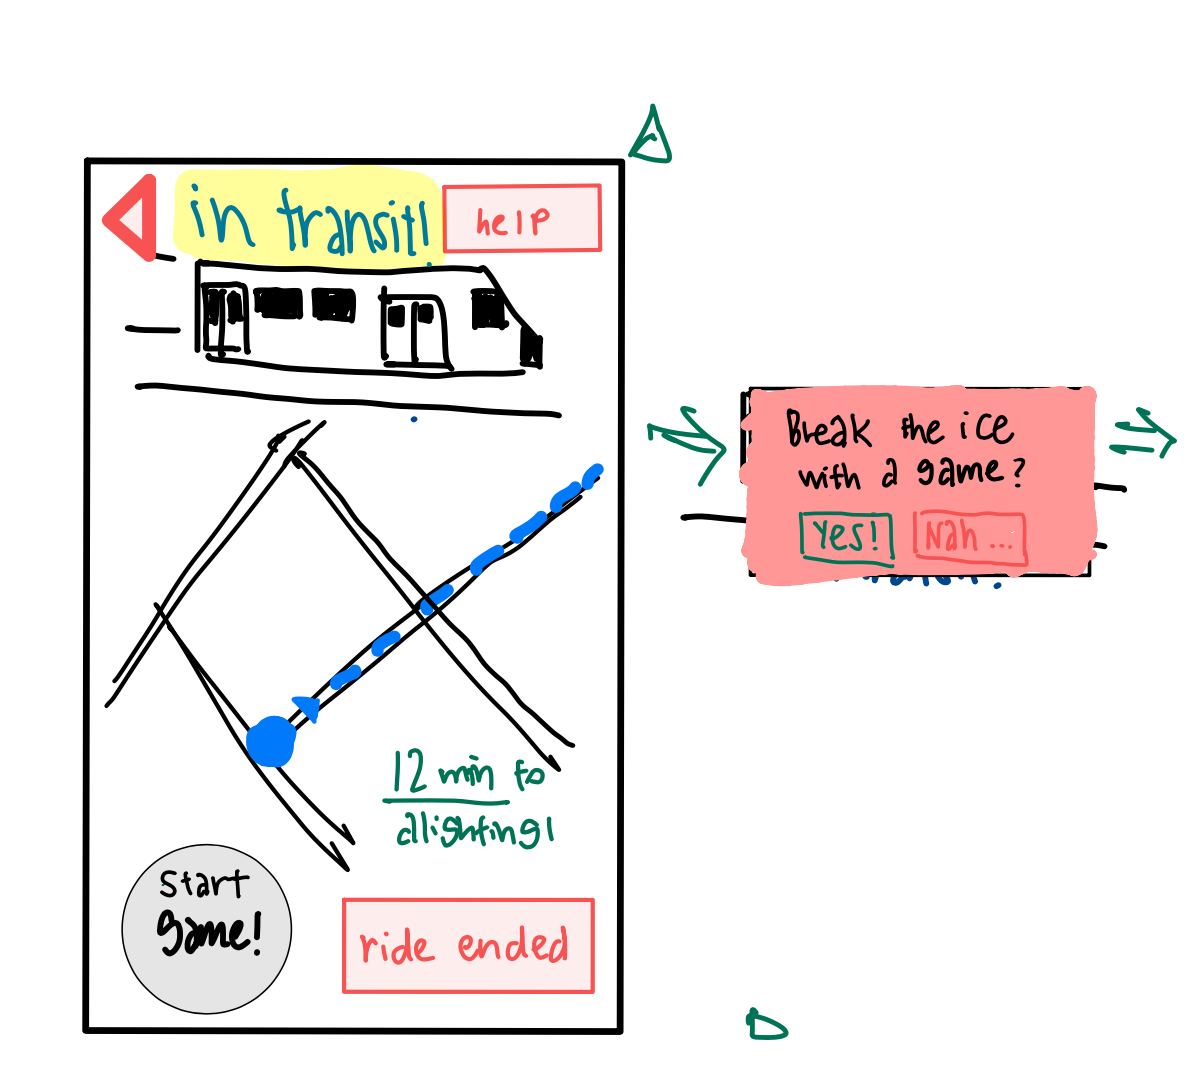 in transit!
help
12 min to
alighting!
start
game!
ride ended
Break the ice
with a game?
Yes!
Nah ...